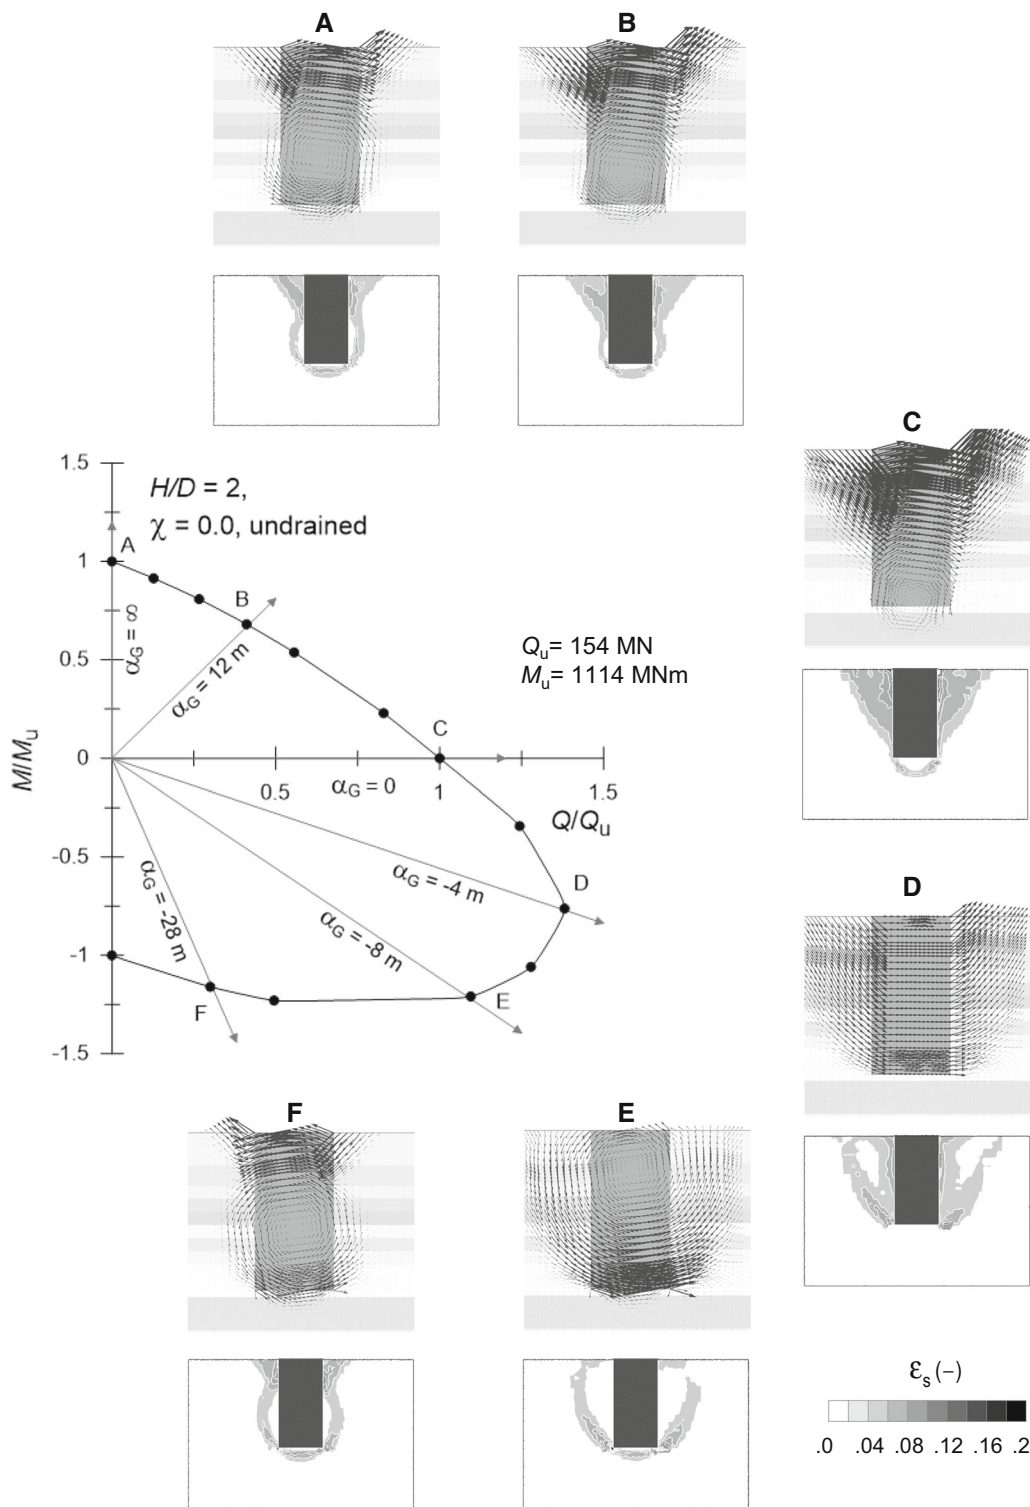 A
B
C
1.5
H/D = 2,
χ = 0.0, undrained
A
1
B
α_G = ∞
0.5
α_G = 12 m
Q_u = 154 MN
M_u = 1114 MNm
C
M/M_u
0
0.5
α_G = 0
1
1.5
Q/Q_u
-0.5
α_G = -4 m
D
D
α_G = -28 m
α_G = -8 m
-1
F
E
-1.5
F
E
ε_s (−)
.0 .04 .08 .12 .16 .2